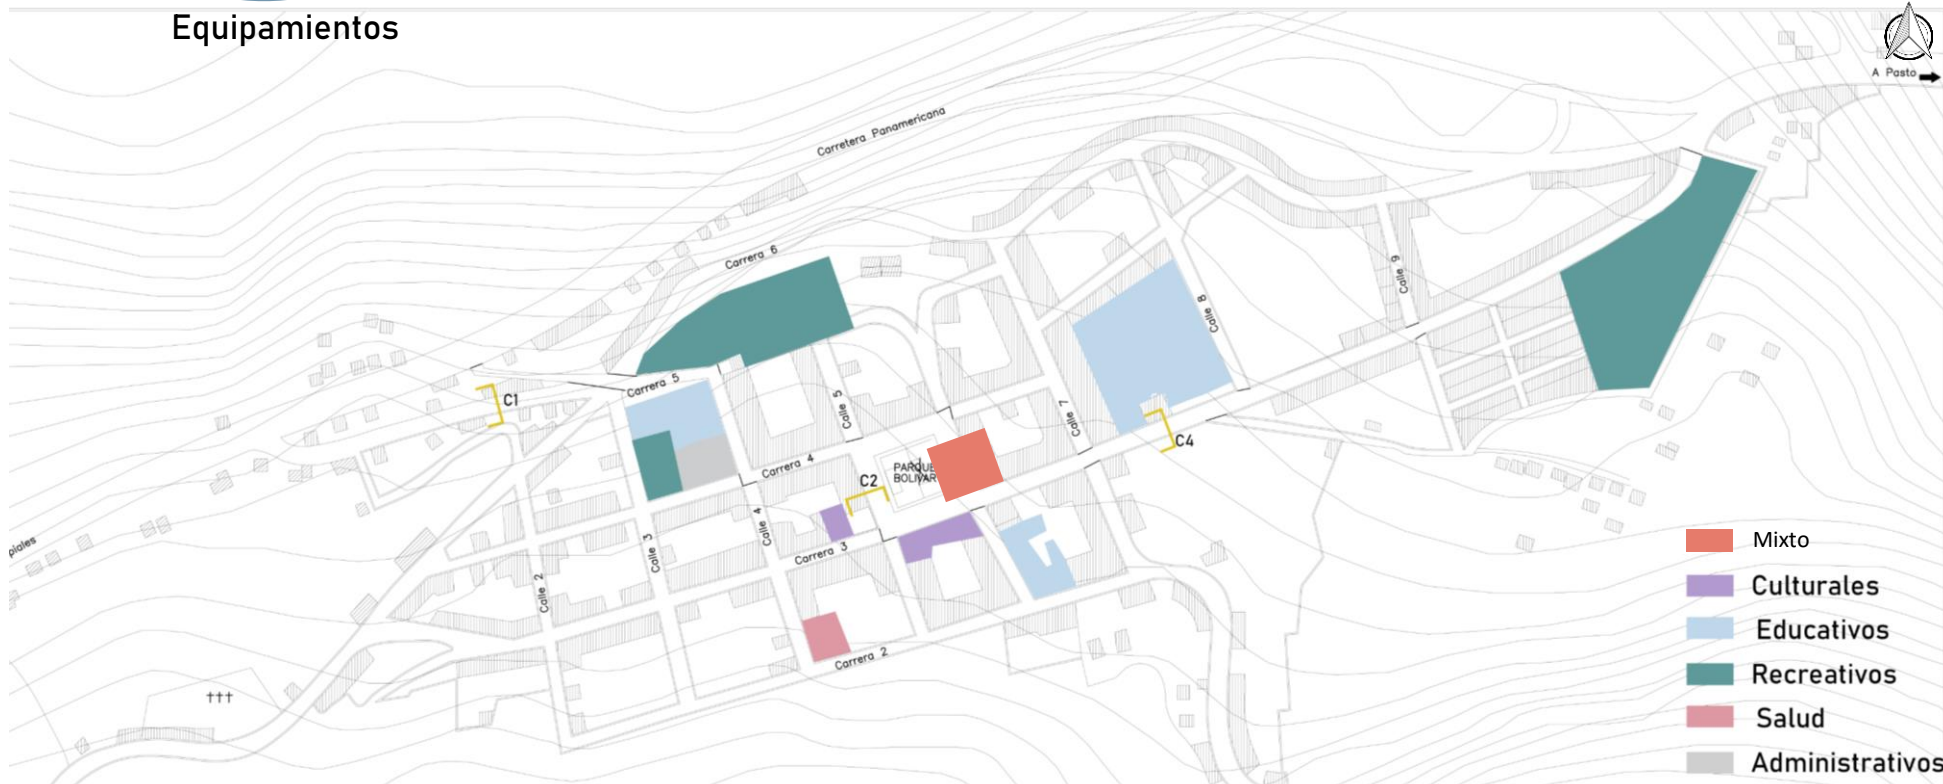 Equipamientos
A Pasto
Carretera Panamericana
Carrera 6
Calle 9
Calle 8
Carrera 5
C1
Calle 5
Calle 7
C4
Carrera 4
PARQUE
BOLIVAR
C2
Calle 4
Carrera 3
Calle 3
piales
Calle 2
Carrera 2
Mixto
Culturales
Educativos
Recreativos
Salud
Administrativos